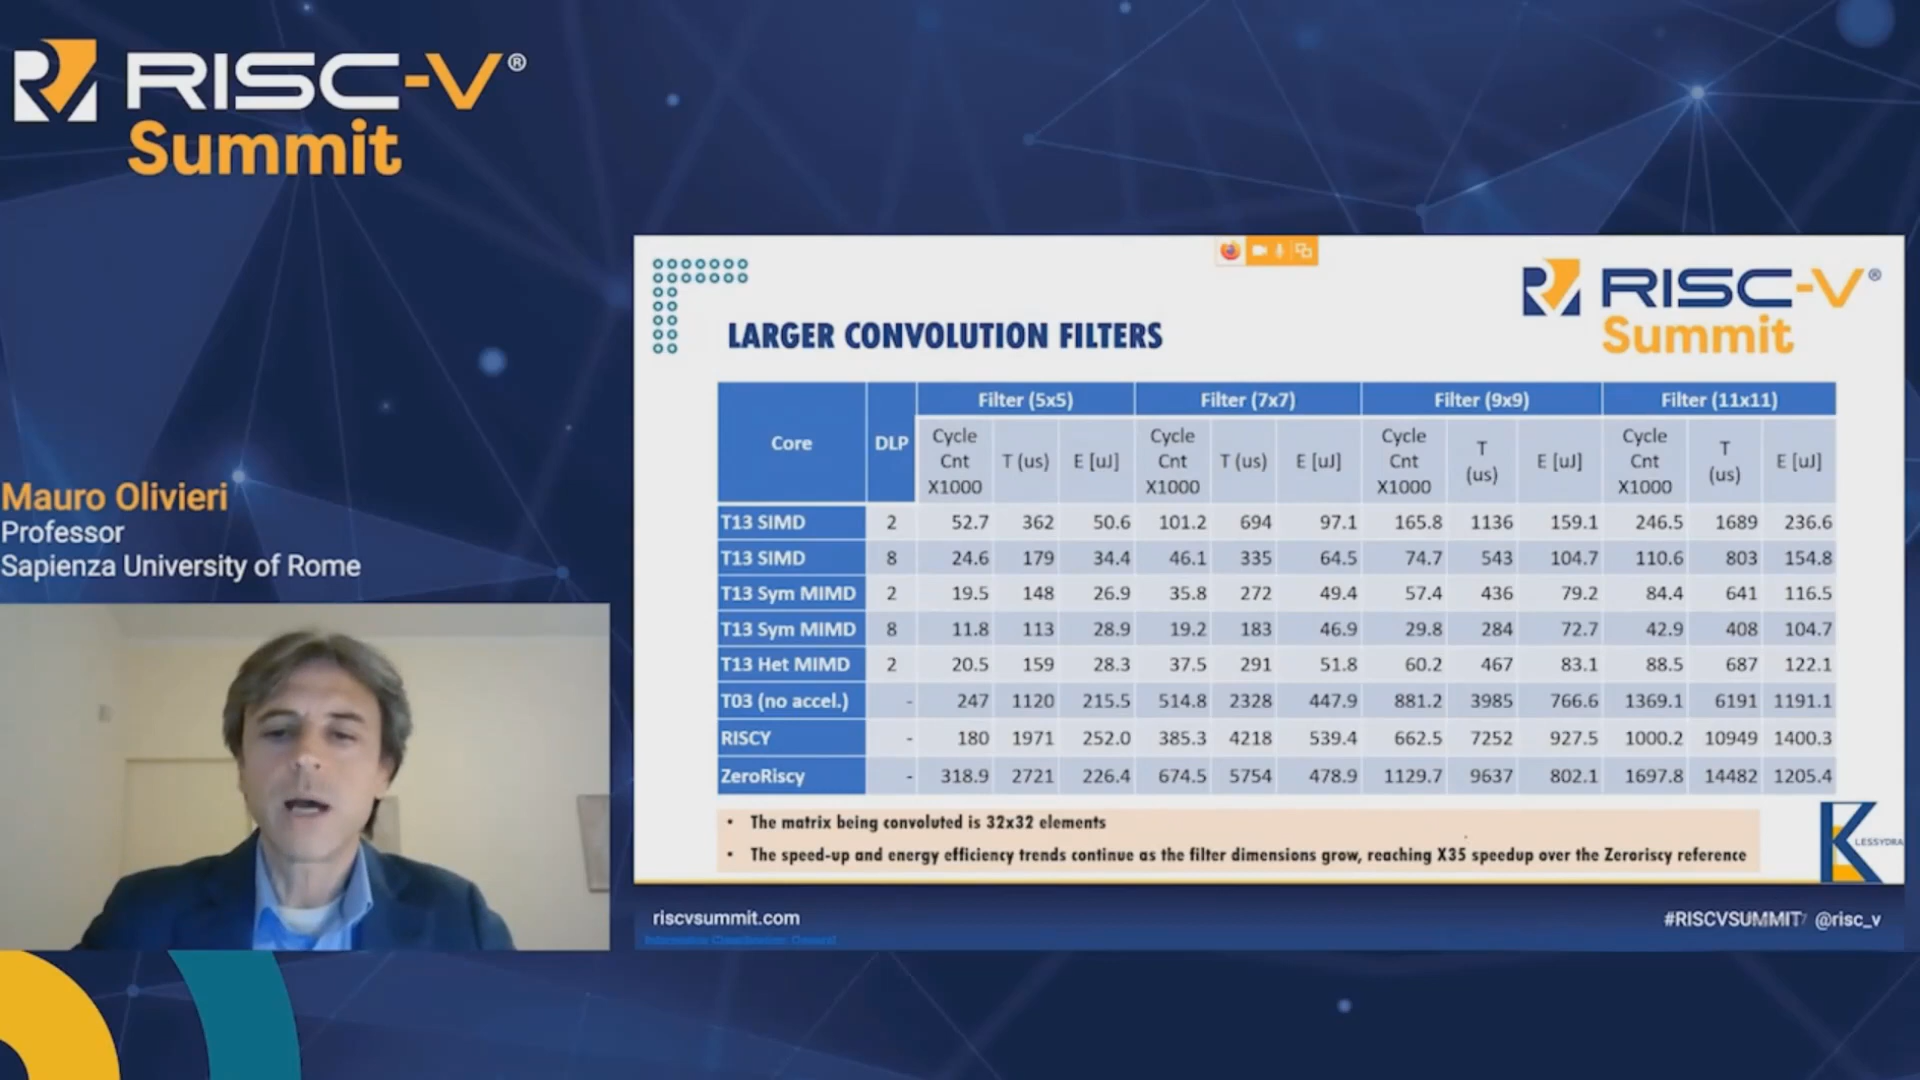 RISC-V®
Summit
Mauro Olivieri
Professor
Sapienza University of Rome
RISC-V®
Summit
LARGER CONVOLUTION FILTERS
Core DLP Filter (5x5) Filter (7x7) Filter (9x9) Filter (11x11)
Cycle Cnt X1000 T (us) E [uJ] Cycle Cnt X1000 T (us) E [uJ] Cycle Cnt X1000 T (us) E [uJ] Cycle Cnt X1000 T (us) E [uJ]
T13 SIMD 2 52.7 362 50.6 101.2 694 97.1 165.8 1136 159.1 246.5 1689 236.6
T13 SIMD 8 24.6 179 34.4 46.1 335 64.5 74.7 543 104.7 110.6 803 154.8
T13 Sym MIMD 2 19.5 148 26.9 35.8 272 49.4 57.4 436 79.2 84.4 641 116.5
T13 Sym MIMD 8 11.8 113 28.9 19.2 183 46.9 29.8 284 72.7 42.9 408 104.7
T13 Het MIMD 2 20.5 159 28.3 37.5 291 51.8 60.2 467 83.1 88.5 687 122.1
T03 (no accel.) - 247 1120 215.5 514.8 2328 447.9 881.2 3985 766.6 1369.1 6191 1191.1
RISCY - 180 1971 252.0 385.3 4218 539.4 662.5 7252 927.5 1000.2 10949 1400.3
ZeroRiscy - 318.9 2721 226.4 674.5 5754 478.9 1129.7 9637 802.1 1697.8 14482 1205.4
• The matrix being convoluted is 32x32 elements
• The speed-up and energy efficiency trends continue as the filter dimensions grow, reaching X35 speedup over the Zeroriscy reference
KLESSYDRA
riscvsummit.com
#RISCVSUMMIT @risc_v
Information Classification: General